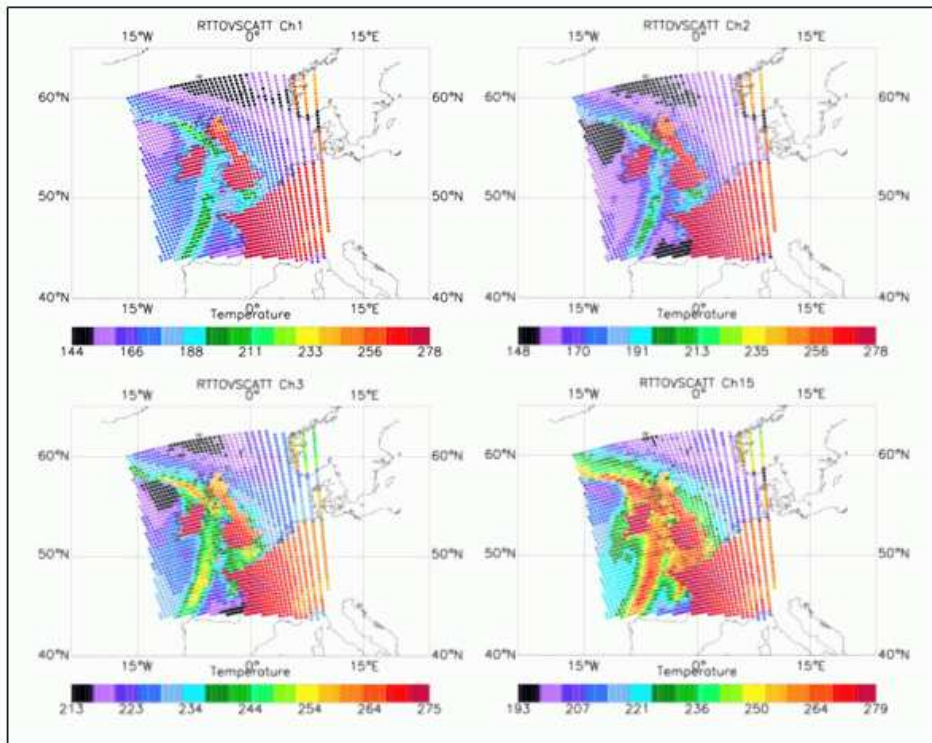 RTTOVSCATT Ch1
15°W 0° 15°E
60°N 60°N
50°N 50°N
40°N 40°N
15°W 0° 15°E
Temperature
144 166 188 211 233 256 278
RTTOVSCATT Ch2
15°W 0° 15°E
60°N 60°N
50°N 50°N
40°N 40°N
15°W 0° 15°E
Temperature
148 170 191 213 235 256 278
RTTOVSCATT Ch3
15°W 0° 15°E
60°N 60°N
50°N 50°N
40°N 40°N
15°W 0° 15°E
Temperature
213 223 234 244 254 264 275
RTTOVSCATT Ch15
15°W 0° 15°E
60°N 60°N
50°N 50°N
40°N 40°N
15°W 0° 15°E
Temperature
193 207 221 236 250 264 279